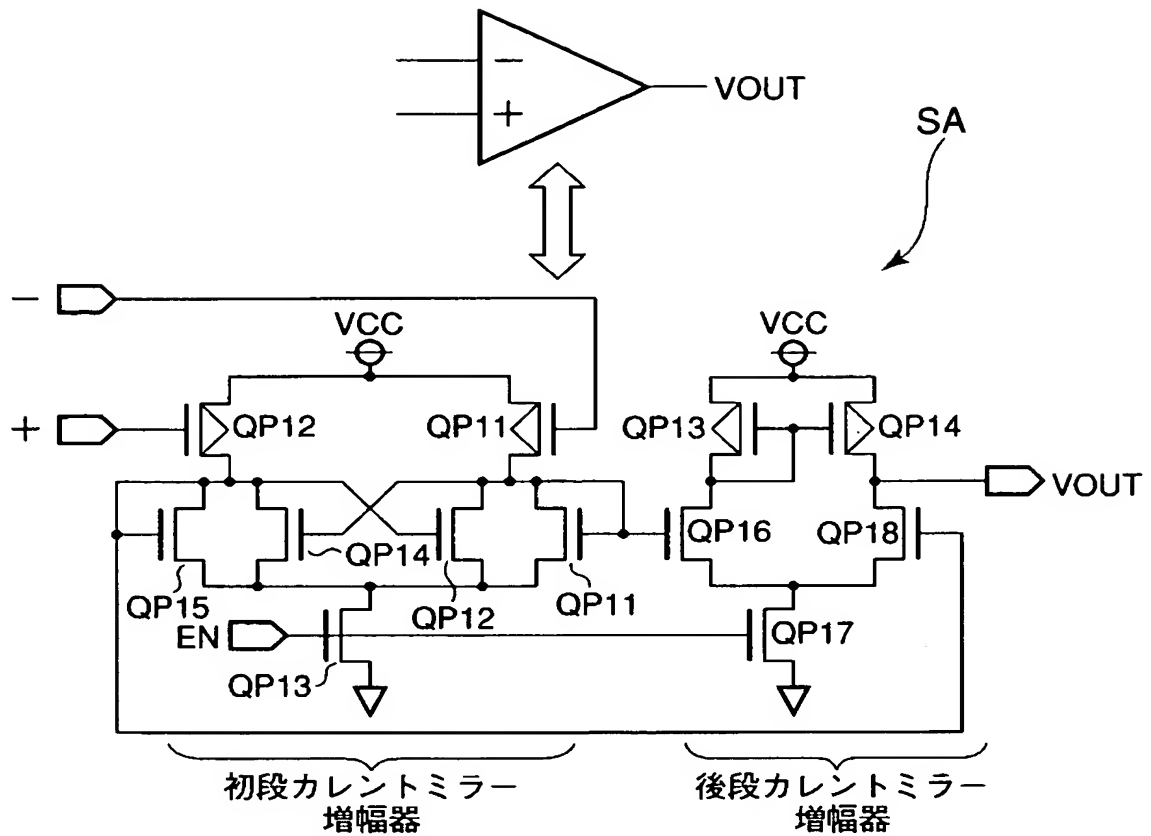 −
+
VOUT
SA
−
VCC
VCC
+
QP12
QP11
QP13
QP14
VOUT
QP16
QP18
QP14
QP15
QP12
QP11
EN
QP17
QP13
初段カレントミラー
増幅器
後段カレントミラー
増幅器